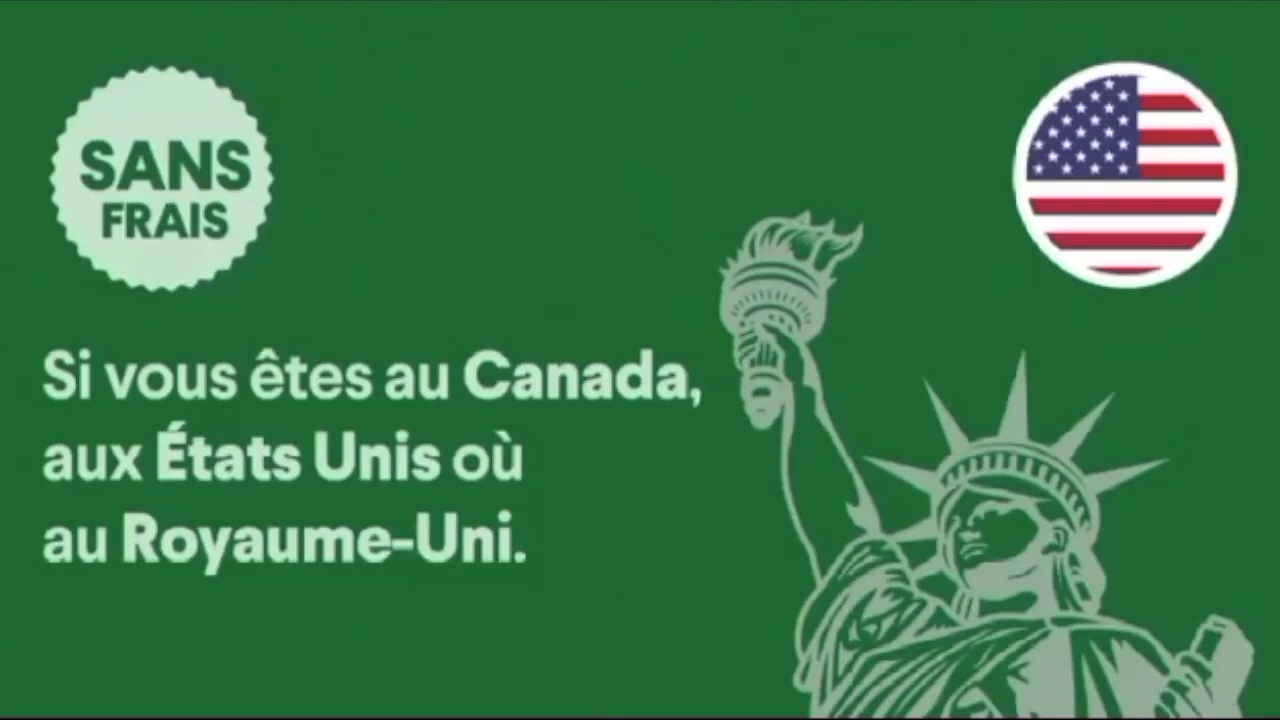 SANS
FRAIS
Si vous êtes au Canada,
aux États Unis où
au Royaume-Uni.